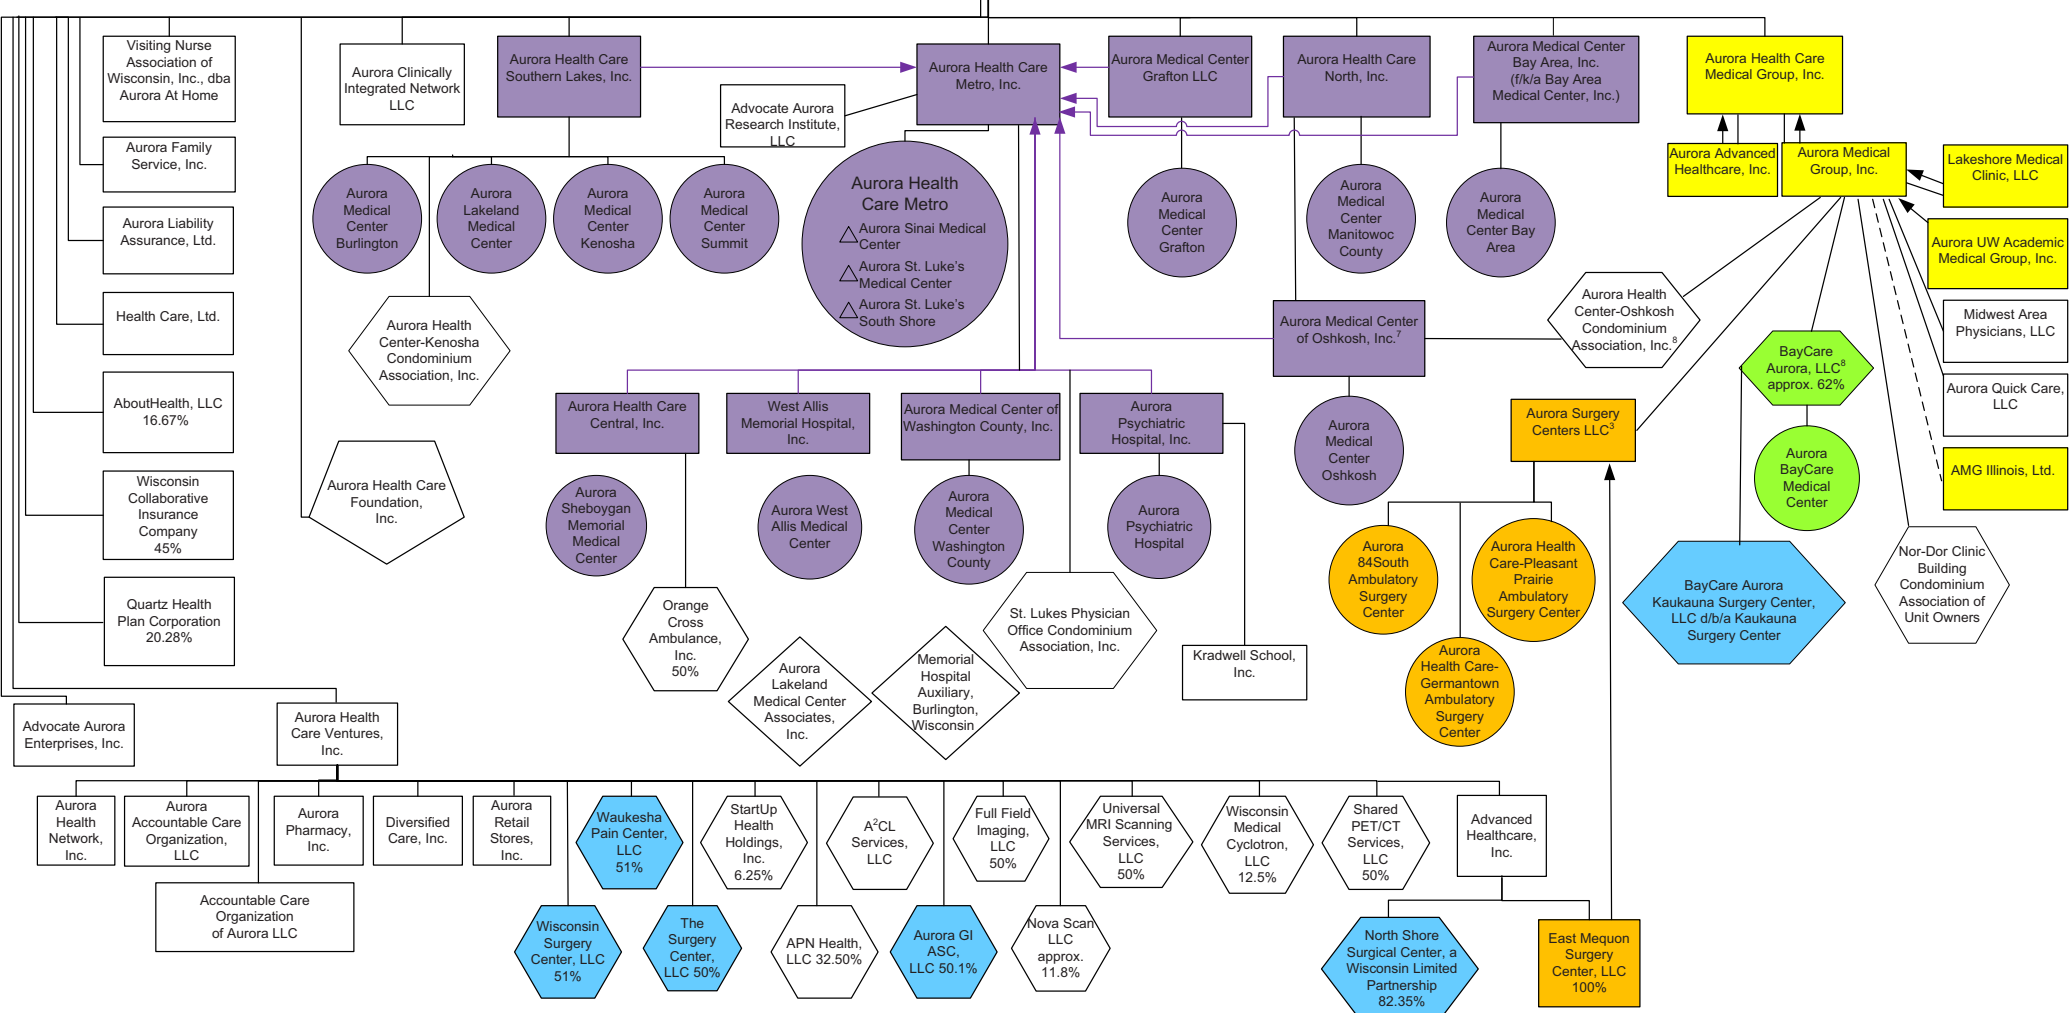 Visiting Nurse
Association of
Wisconsin, Inc., dba
Aurora At Home
Aurora Family
Service, Inc.
Aurora Liability
Assurance, Ltd.
Health Care, Ltd.
AboutHealth, LLC
16.67%
Wisconsin
Collaborative
Insurance
Company
45%
Quartz Health
Plan Corporation
20.28%
Advocate Aurora
Enterprises, Inc.
Aurora Clinically
Integrated Network
LLC
Aurora Health Care
Southern Lakes, Inc.
Advocate Aurora
Research Institute,
LLC
Aurora Health Care
Metro, Inc.
Aurora Medical Center
Grafton LLC
Aurora Health Care
North, Inc.
Aurora Medical Center
Bay Area, Inc.
(f/k/a Bay Area
Medical Center, Inc.)
Aurora Health Care
Medical Group, Inc.
Aurora Advanced
Healthcare, Inc.
Aurora Medical
Group, Inc.
Lakeshore Medical
Clinic, LLC
Aurora UW Academic
Medical Group, Inc.
Midwest Area
Physicians, LLC
Aurora Quick Care,
LLC
AMG Illinois, Ltd.
Aurora
Medical
Center
Burlington
Aurora
Lakeland
Medical
Center
Aurora
Medical
Center
Kenosha
Aurora
Medical
Center
Summit
Aurora Health
Care Metro
Aurora Sinai Medical
Center
Aurora St. Luke's
Medical Center
Aurora St. Luke's
South Shore
Aurora
Medical
Center
Grafton
Aurora
Medical
Center
Manitowoc
County
Aurora
Medical
Center Bay
Area
Aurora Health
Center-Kenosha
Condominium
Association, Inc.
Aurora Medical Center
of Oshkosh, Inc.7
Aurora Health
Center-Oshkosh
Condominium
Association, Inc.8
BayCare
Aurora, LLC8
approx. 62%
Aurora
BayCare
Medical
Center
Aurora Health Care
Foundation,
Inc.
Aurora Health Care
Central, Inc.
West Allis
Memorial Hospital,
Inc.
Aurora Medical Center of
Washington County, Inc.
Aurora
Psychiatric
Hospital, Inc.
Aurora
Medical
Center
Oshkosh
Aurora Surgery
Centers LLC3
Aurora
Sheboygan
Memorial
Medical
Center
Aurora West
Allis Medical
Center
Aurora
Medical
Center
Washington
County
Aurora
Psychiatric
Hospital
Aurora
84South
Ambulatory
Surgery
Center
Aurora Health
Care-Pleasant
Prairie
Ambulatory
Surgery Center
BayCare Aurora
Kaukauna Surgery Center,
LLC d/b/a Kaukauna
Surgery Center
Nor-Dor Clinic
Building
Condominium
Association of
Unit Owners
Orange
Cross
Ambulance,
Inc.
50%
St. Lukes Physician
Office Condominium
Association, Inc.
Aurora
Lakeland
Medical Center
Associates,
Inc.
Memorial
Hospital
Auxiliary,
Burlington,
Wisconsin
Kradwell School,
Inc.
Aurora
Health Care-
Germantown
Ambulatory
Surgery
Center
Aurora Health
Care Ventures,
Inc.
Aurora
Health
Network,
Inc.
Aurora
Accountable Care
Organization,
LLC
Aurora
Pharmacy,
Inc.
Diversified
Care, Inc.
Aurora
Retail
Stores,
Inc.
Waukesha
Pain Center,
LLC
51%
StartUp
Health
Holdings,
Inc.
6.25%
A2CL
Services,
LLC
Full Field
Imaging,
LLC
50%
Universal
MRI Scanning
Services,
LLC
50%
Wisconsin
Medical
Cyclotron,
LLC
12.5%
Shared
PET/CT
Services,
LLC
50%
Advanced
Healthcare,
Inc.
Accountable Care
Organization
of Aurora LLC
Wisconsin
Surgery
Center, LLC
51%
The
Surgery
Center,
LLC 50%
APN Health,
LLC 32.50%
Aurora GI
ASC,
LLC 50.1%
Nova Scan
LLC
approx.
11.8%
North Shore
Surgical Center, a
Wisconsin Limited
Partnership
82.35%
East Mequon
Surgery
Center, LLC
100%